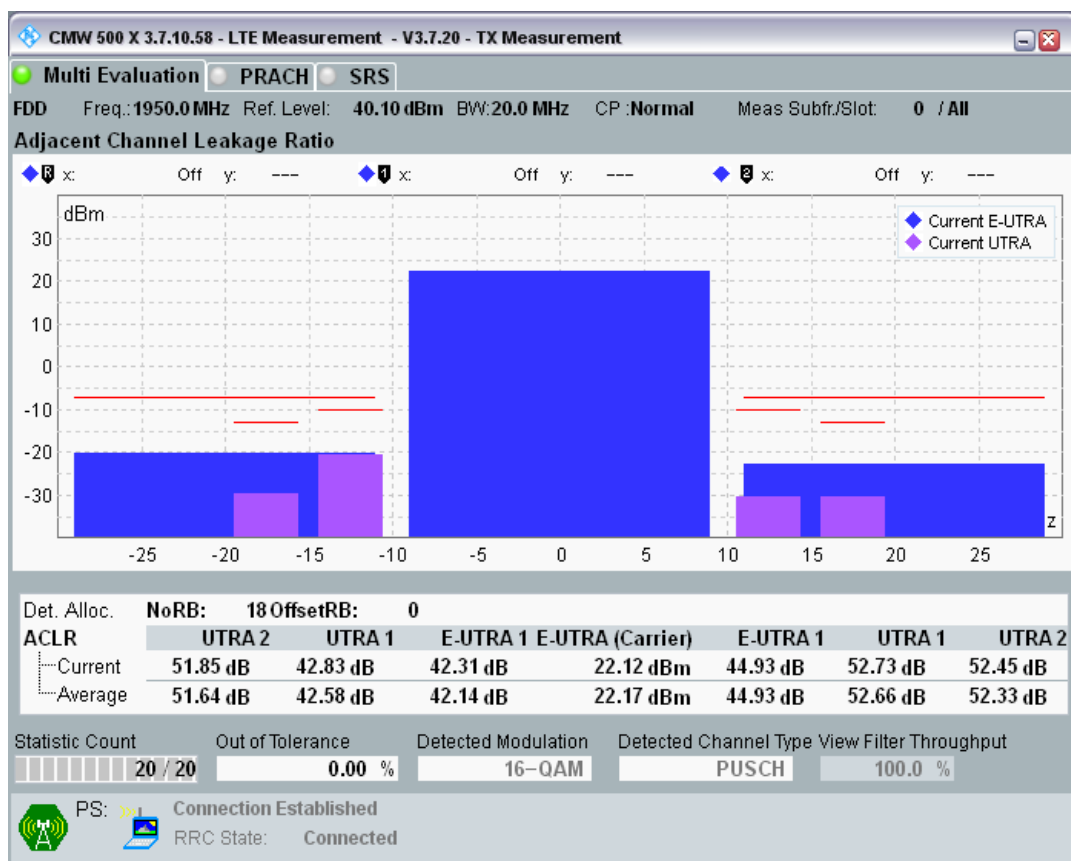 CMW 500 X 3.7.10.58 - LTE Measurement - V3.7.20 - TX Measurement
Multi Evaluation PRACH SRS
FDD Freq.: 1950.0 MHz Ref. Level: 40.10 dBm BW: 20.0 MHz CP : Normal Meas Subfr./Slot: 0 / All
Adjacent Channel Leakage Ratio
R x: Off y: --- 1 x: Off y: --- 2 x: Off y: ---
dBm
Current E-UTRA
Current UTRA
30
20
10
0
-10
-20
-30
z
-25 -20 -15 -10 -5 0 5 10 15 20 25
Det. Alloc. NoRB: 18 OffsetRB: 0
ACLR UTRA 2 UTRA 1 E-UTRA 1 E-UTRA (Carrier) E-UTRA 1 UTRA 1 UTRA 2
Current 51.85 dB 42.83 dB 42.31 dB 22.12 dBm 44.93 dB 52.73 dB 52.45 dB
Average 51.64 dB 42.58 dB 42.14 dB 22.17 dBm 44.93 dB 52.66 dB 52.33 dB
Statistic Count Out of Tolerance Detected Modulation Detected Channel Type View Filter Throughput
20 / 20 0.00 % 16-QAM PUSCH 100.0 %
PS: Connection Established
RRC State: Connected